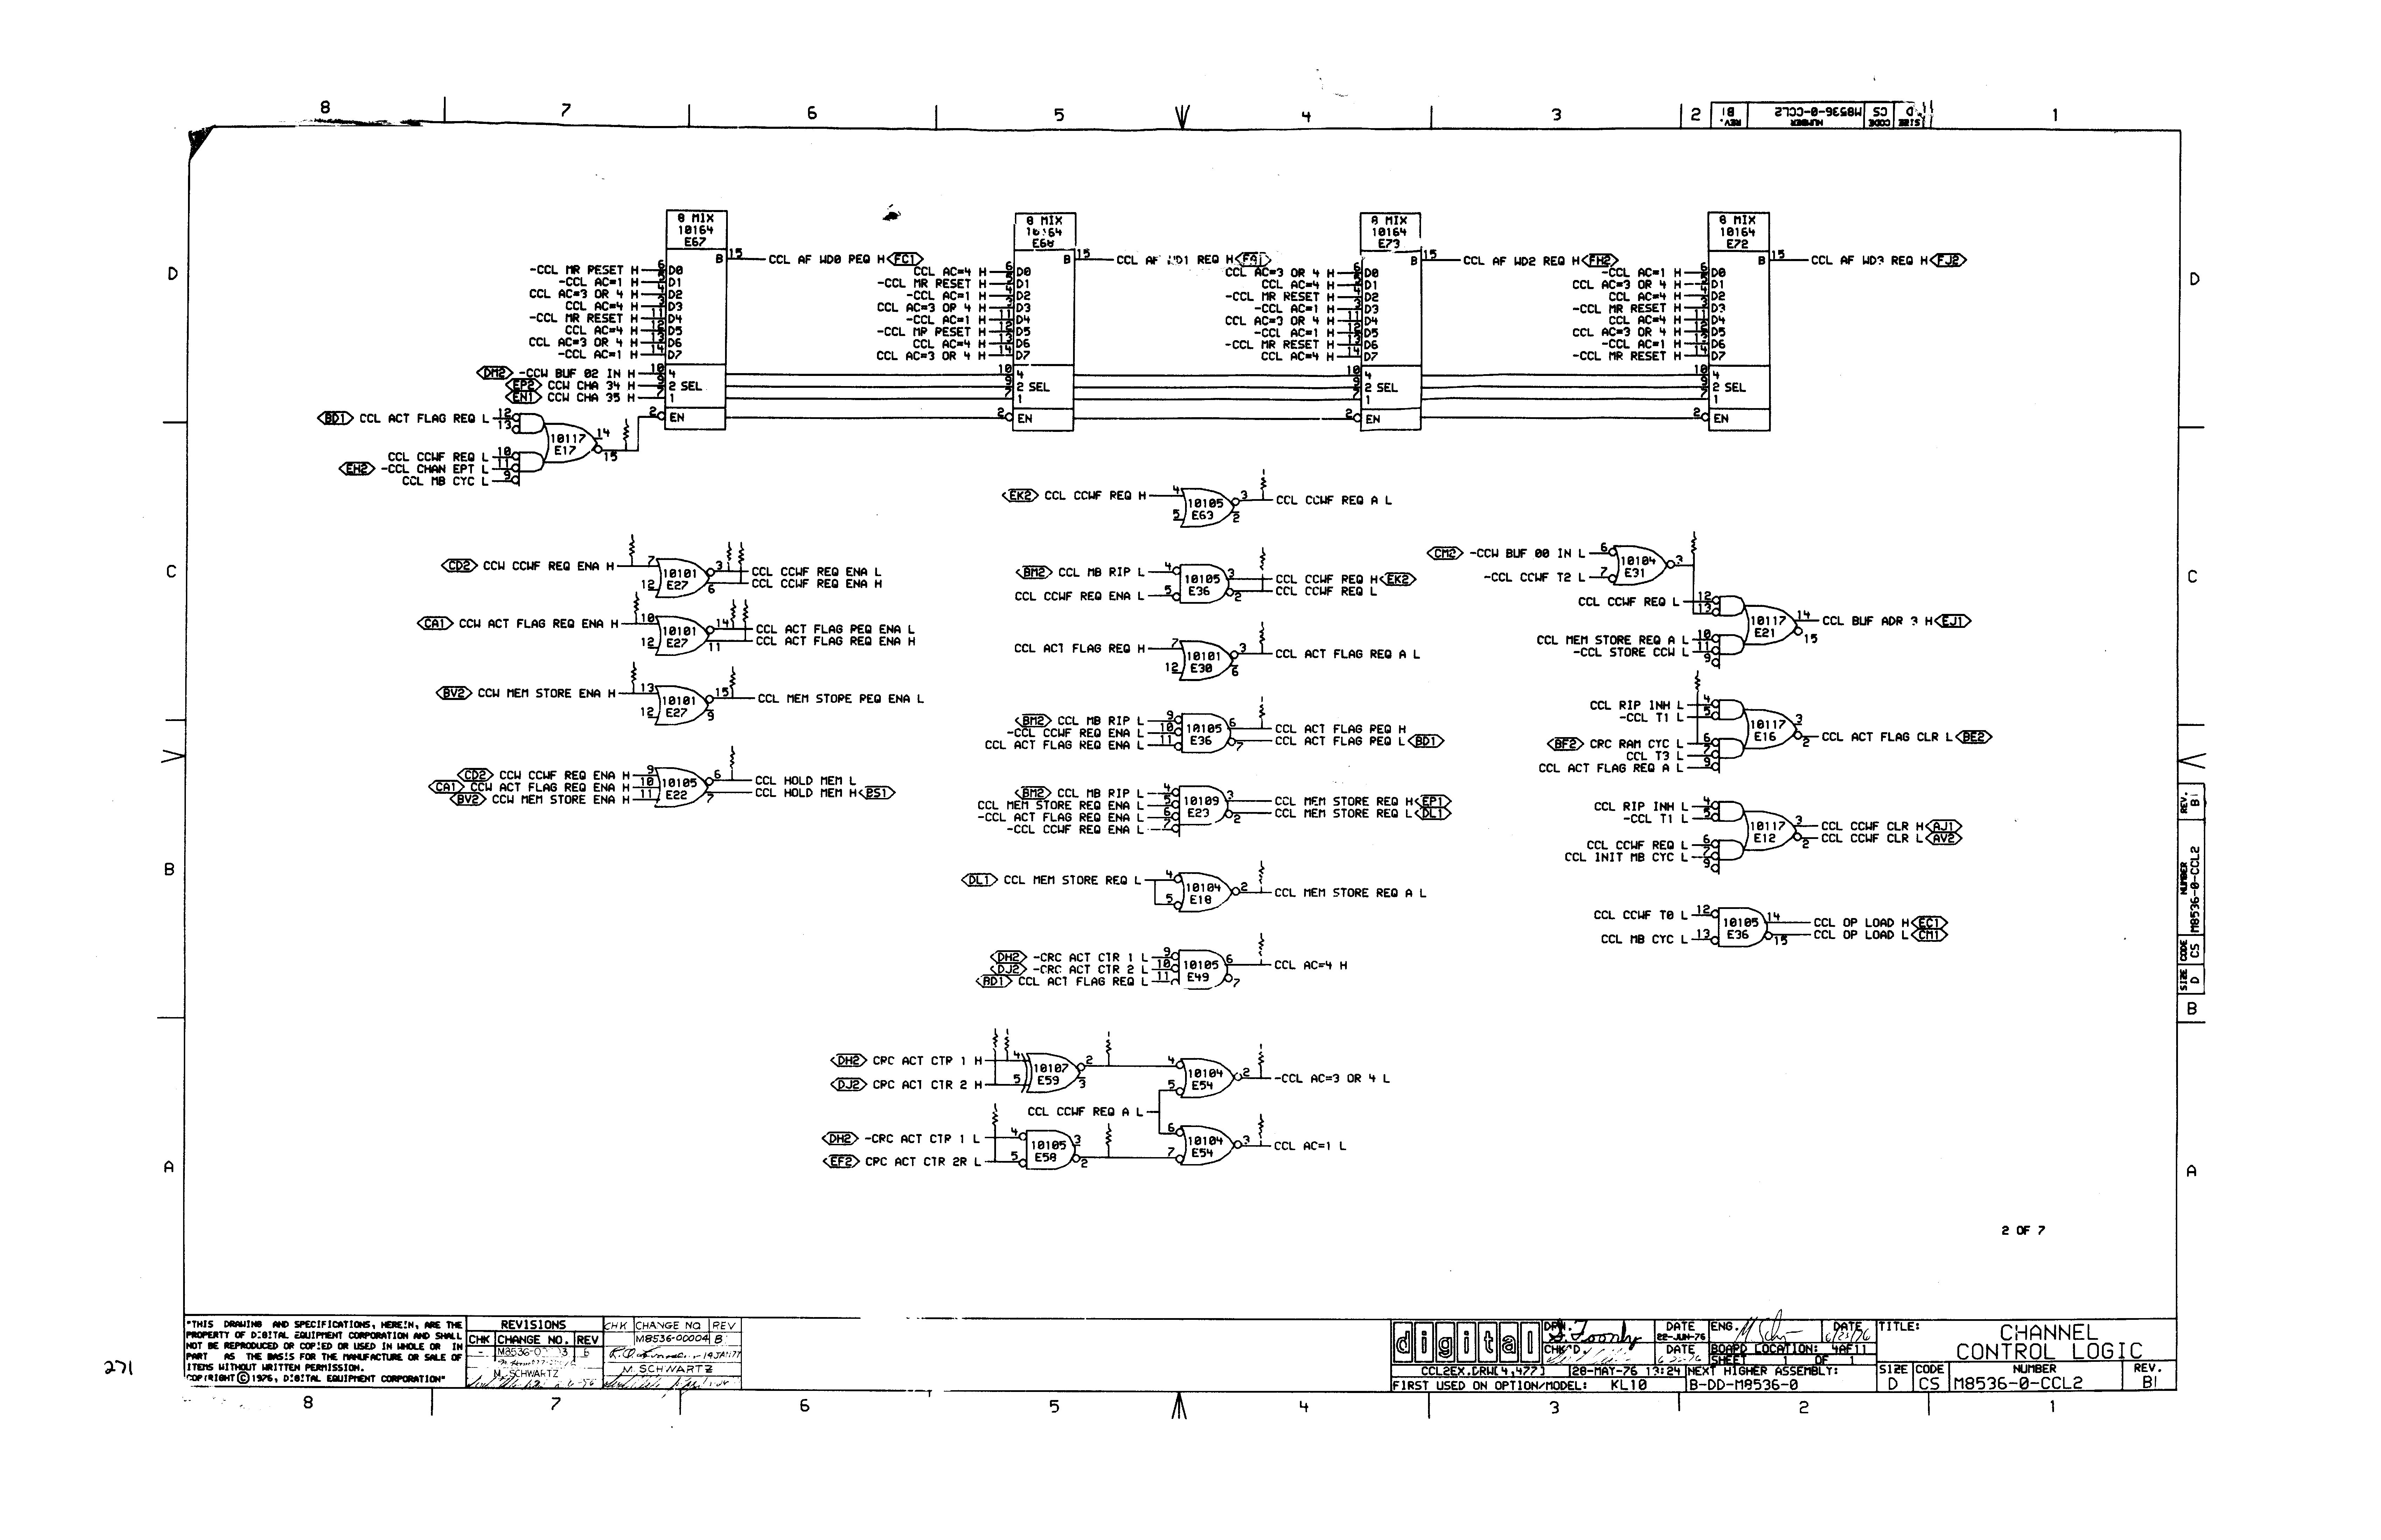 8 7 6 5 4 3 2 1
REV. B1 NUMBER M8536-0-CCL2 CODE CS SIZE D
D
8 MIX
10164
E67
B 15 CCL AF WD0 REQ H FC1
-CCL MR RESET H 6 D0
-CCL AC=1 H 5 D1
CCL AC=3 OR 4 H 4 D2
CCL AC=4 H 3 D3
-CCL MR RESET H 11 D4
CCL AC=4 H 12 D5
CCL AC=3 OR 4 H 13 D6
-CCL AC=1 H 14 D7
DM2 -CCW BUF 02 IN H 10 4
EP2 CCW CHA 34 H 9 2 SEL
EN1 CCW CHA 35 H 7 1
2 EN
8 MIX
10164
E68
B 15 CCL AF WD1 REQ H FA1
CCL AC=4 H 6 D0
-CCL MR RESET H 5 D1
-CCL AC=1 H 4 D2
CCL AC=3 OR 4 H 3 D3
-CCL AC=1 H 11 D4
-CCL MR RESET H 12 D5
CCL AC=4 H 13 D6
CCL AC=3 OR 4 H 14 D7
10 4
9 2 SEL
7 1
2 EN
8 MIX
10164
E73
B 15 CCL AF WD2 REQ H FH2
CCL AC=3 OR 4 H 6 D0
CCL AC=4 H 5 D1
-CCL MR RESET H 4 D2
-CCL AC=1 H 3 D3
CCL AC=3 OR 4 H 11 D4
-CCL AC=1 H 12 D5
-CCL MR RESET H 13 D6
CCL AC=4 H 14 D7
10 4
9 2 SEL
7 1
2 EN
8 MIX
10164
E72
B 15 CCL AF WD3 REQ H FJ2
-CCL AC=1 H 6 D0
CCL AC=3 OR 4 H 5 D1
CCL AC=4 H 4 D2
-CCL MR RESET H 3 D3
CCL AC=4 H 11 D4
CCL AC=3 OR 4 H 12 D5
-CCL AC=1 H 13 D6
-CCL MR RESET H 14 D7
10 4
9 2 SEL
7 1
2 EN
D
BD1 CCL ACT FLAG REQ L 12
13
10117 14
E17
15
CCL CCWF REQ L 10
EH2 -CCL CHAN EPT L 11
CCL MB CYC L 9
C
CD2 CCW CCWF REQ ENA H 7
12
10101
E27
3 CCL CCWF REQ ENA L
6 CCL CCWF REQ ENA H
CA1 CCW ACT FLAG REQ ENA H 10
12
10101
E27
14 CCL ACT FLAG REQ ENA L
11 CCL ACT FLAG REQ ENA H
BV2 CCW MEM STORE ENA H 13
12
10101
E27
15 CCL MEM STORE REQ ENA L
9
CD2 CCW CCWF REQ ENA H 9
CA1 CCW ACT FLAG REQ ENA H 10
BV2 CCW MEM STORE ENA H 11
10105
E22
6 CCL HOLD MEM L
7 CCL HOLD MEM H BS1
EK2 CCL CCWF REQ H 4
5
10105
E63
3 CCL CCWF REQ A L
2
BM2 CCL MB RIP L 4
CCL CCWF REQ ENA L 5
10105
E36
3 CCL CCWF REQ H EK2
2 CCL CCWF REQ L
CCL ACT FLAG REQ H 7
12
10101
E30
3 CCL ACT FLAG REQ A L
6
BM2 CCL MB RIP L 9
-CCL CCWF REQ ENA L 10
CCL ACT FLAG REQ ENA L 11
10105
E36
6 CCL ACT FLAG REQ H
7 CCL ACT FLAG REQ L BD1
BM2 CCL MB RIP L 4
CCL MEM STORE REQ ENA L 5
-CCL ACT FLAG REQ ENA L 6
-CCL CCWF REQ ENA L 7
10109
E23
3 CCL MEM STORE REQ H EP1
2 CCL MEM STORE REQ L DL1
DL1 CCL MEM STORE REQ L 4
5
10104
E18
2 CCL MEM STORE REQ A L
DH2 -CRC ACT CTR 1 L 9
DJ2 -CRC ACT CTR 2 L 10
BD1 CCL ACT FLAG REQ L 11
10105
E49
6 CCL AC=4 H
7
DH2 CRC ACT CTR 1 H 4
DJ2 CRC ACT CTR 2 H 5
10107
E59
2
3
4
5
10104
E54
2 -CCL AC=3 OR 4 L
CCL CCWF REQ A L
DH2 -CRC ACT CTR 1 L 4
EF2 CRC ACT CTR 2R L 5
10105
E58
3
2
6
7
10104
E54
3 CCL AC=1 L
CM2 -CCW BUF 00 IN L 6
-CCL CCWF T2 L 7
10104
E31
3
C
CCL CCWF REQ L 12
13
CCL MEM STORE REQ A L 10
-CCL STORE CCW L 11
9
10117
E21
14 CCL BUF ADR 3 H EJ1
15
CCL RIP INH L 4
-CCL T1 L 5
BF2 CRC RAM CYC L 6
CCL T3 L 7
CCL ACT FLAG REQ A L 9
10117
E16
3
2 CCL ACT FLAG CLR L BE2
CCL RIP INH L 4
-CCL T1 L 5
CCL CCWF REQ L 6
CCL INIT MB CYC L 7
9
10117
E12
3 CCL CCWF CLR H AJ1
2 CCL CCWF CLR L AV2
CCL CCWF T0 L 12
CCL MB CYC L 13
10105
E36
14 CCL OP LOAD H EC1
15 CCL OP LOAD L CM1
B
B
A
A
REV. B1
NUMBER M8536-0-CCL2
CODE CS
SIZE D
2 OF 7
271
"THIS DRAWING AND SPECIFICATIONS, HEREIN, ARE THE
PROPERTY OF DIGITAL EQUIPMENT CORPORATION AND SHALL
NOT BE REPRODUCED OR COPIED OR USED IN WHOLE OR IN
PART AS THE BASIS FOR THE MANUFACTURE OR SALE OF
ITEMS WITHOUT WRITTEN PERMISSION.
COPYRIGHT © 1976, DIGITAL EQUIPMENT CORPORATION"
REVISIONS
CHK CHANGE NO. REV
M. SCHWARTZ
CHK CHANGE NO REV
M8536-00004 B
M. SCHWARTZ
digital
DRN. DATE 22-JUN-76
CHK'D. DATE
ENG. DATE
BOARD LOCATION: 4AF11
SHEET 1 OF 1
CCL2EX.DRW[4,477] 28-MAY-76 13:24 NEXT HIGHER ASSEMBLY:
FIRST USED ON OPTION/MODEL: KL10 B-DD-M8536-0
TITLE:
CHANNEL
CONTROL LOGIC
SIZE CODE NUMBER REV.
D CS M8536-0-CCL2 B1
8 7 6 5 4 3 2 1